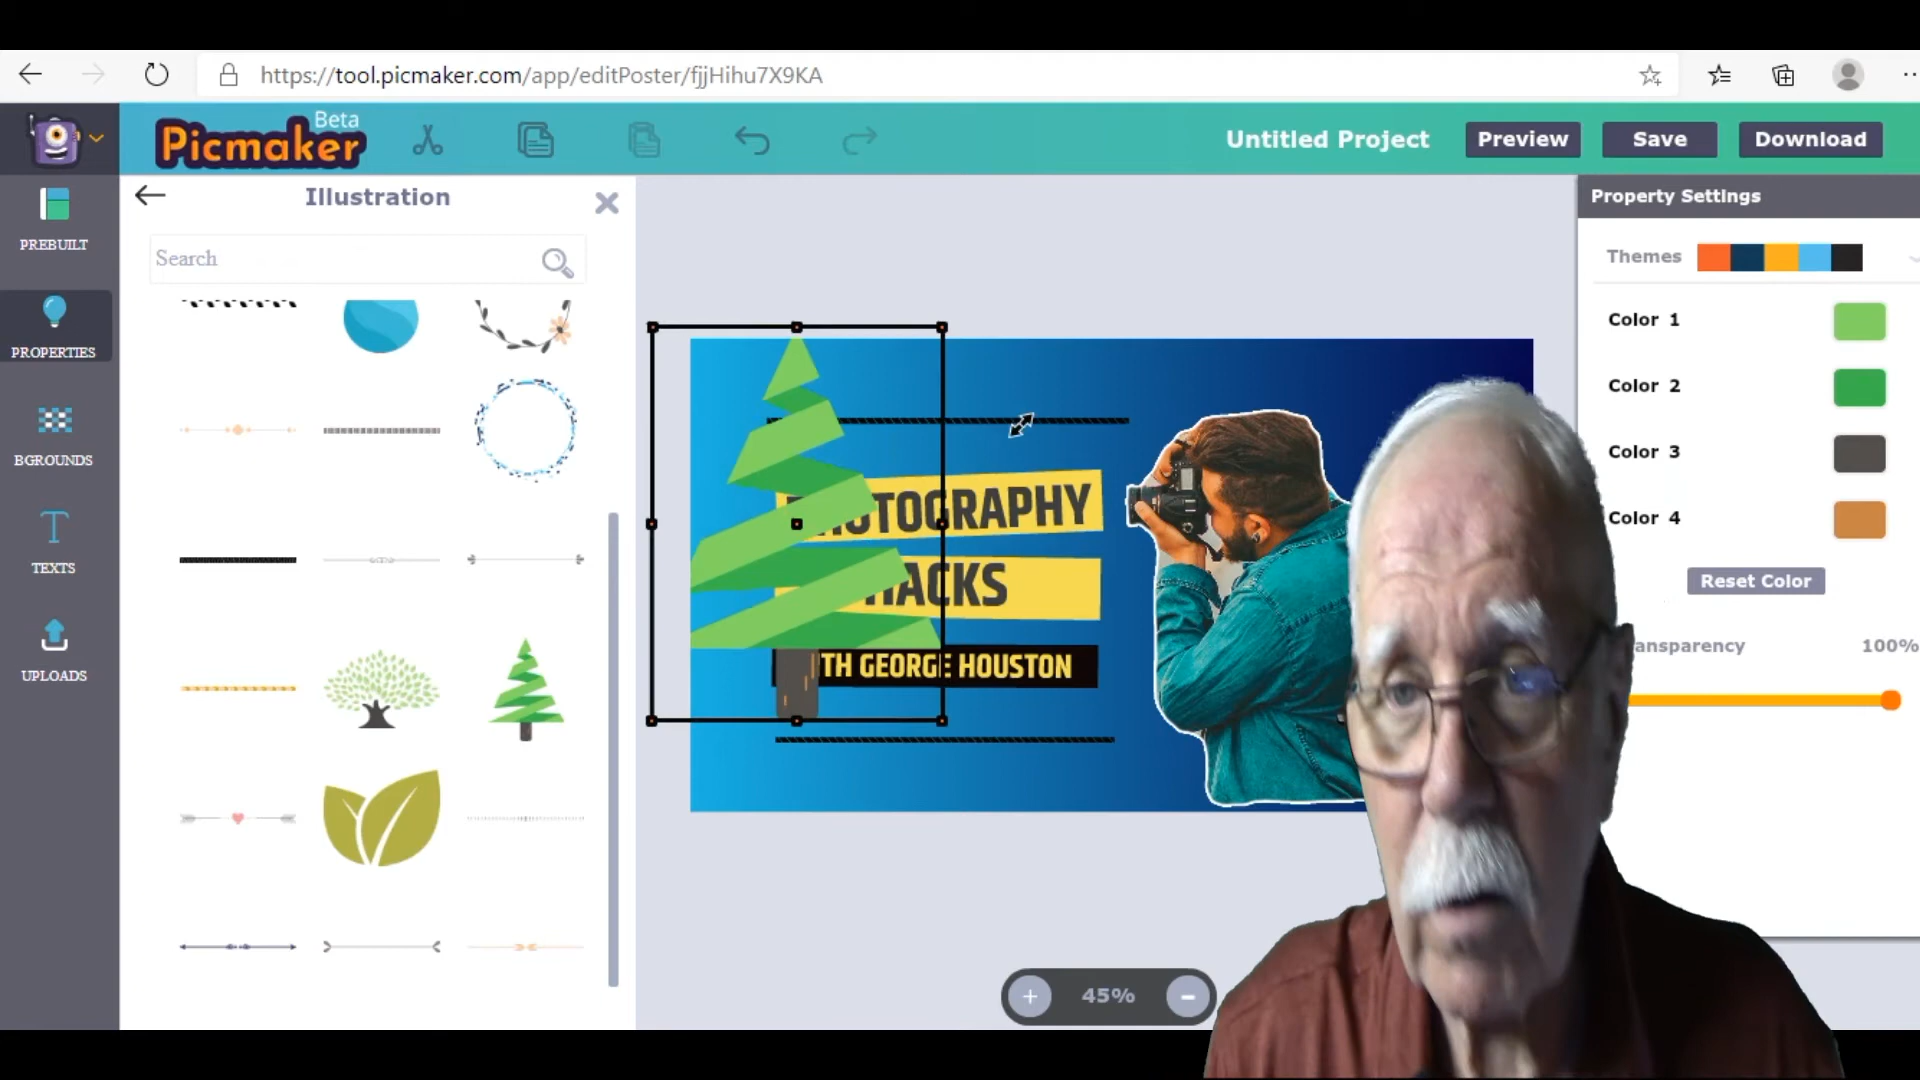 https://tool.picmaker.com/app/editPoster/fjjHihu7X9KA
Picmaker Beta
Untitled Project
Preview
Save
Download
PREBUILT
PROPERTIES
BGROUNDS
TEXTS
UPLOADS
Illustration
Search
PHOTOGRAPHY
HACKS
TH GEORGE HOUSTON
45%
Property Settings
Themes
Color 1
Color 2
Color 3
Color 4
Reset Color
ansparency 100%